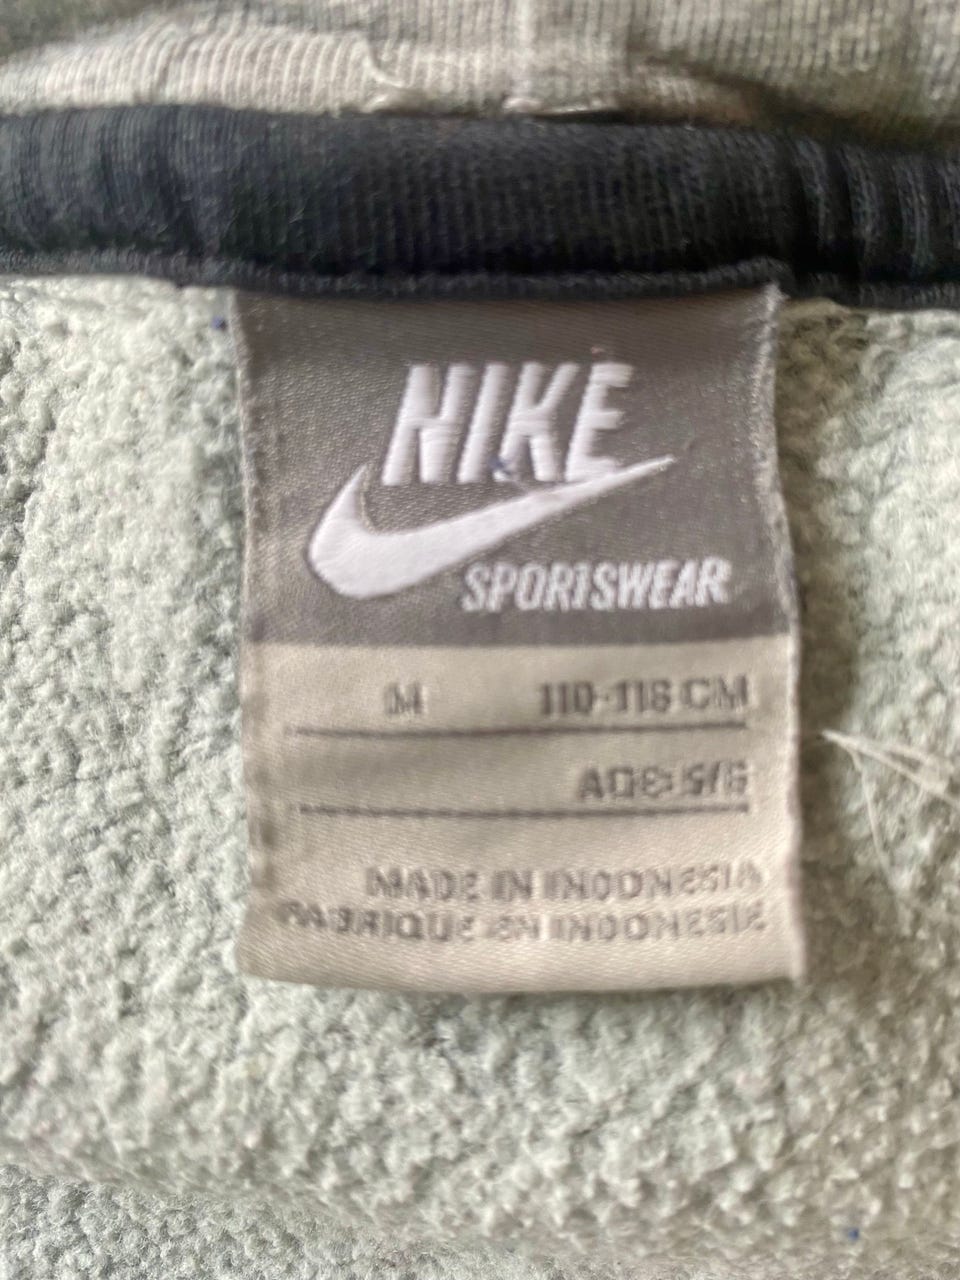 NIKE
SPORTSWEAR
M 110-116 CM
AGE: 5/6
MADE IN INDONESIA
FABRIQUE EN INDONESIE